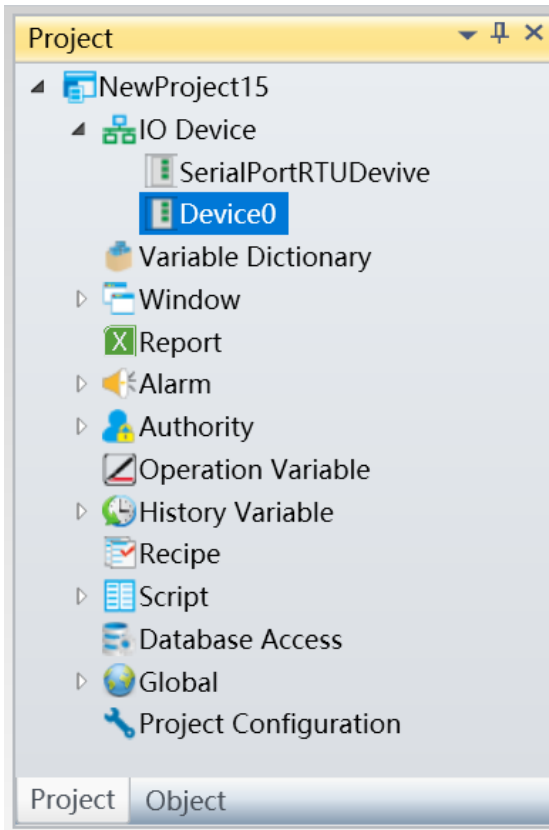 Project
NewProject15
IO Device
SerialPortRTUDevive
Device0
Variable Dictionary
Window
Report
Alarm
Authority
Operation Variable
History Variable
Recipe
Script
Database Access
Global
Project Configuration
Project Object